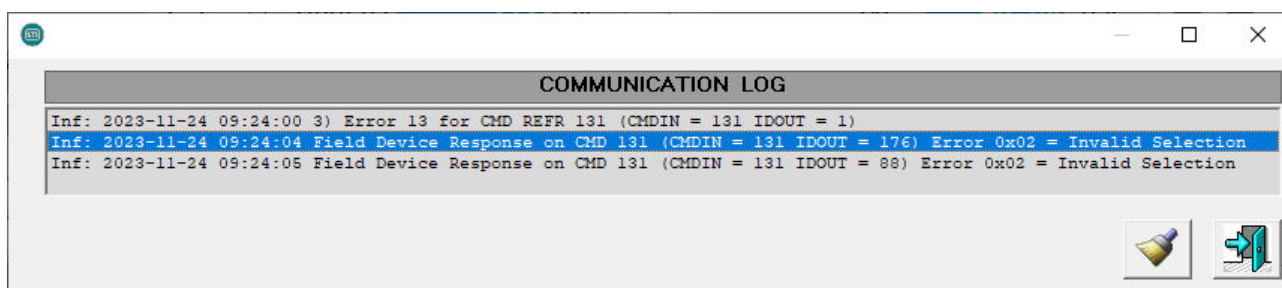 STI
COMMUNICATION LOG
Inf: 2023-11-24 09:24:00 3) Error 13 for CMD REFR 131 (CMDIN = 131 IDOUT = 1)
Inf: 2023-11-24 09:24:04 Field Device Response on CMD 131 (CMDIN = 131 IDOUT = 176) Error 0x02 = Invalid Selection
Inf: 2023-11-24 09:24:05 Field Device Response on CMD 131 (CMDIN = 131 IDOUT = 88) Error 0x02 = Invalid Selection